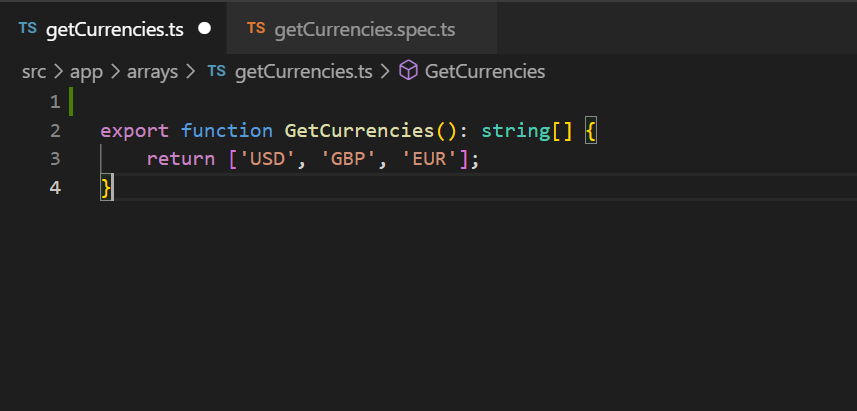 TS getCurrencies.ts TS getCurrencies.spec.ts
src > app > arrays > TS getCurrencies.ts > GetCurrencies
1
2 export function GetCurrencies(): string[] {
3     return ['USD', 'GBP', 'EUR'];
4 }